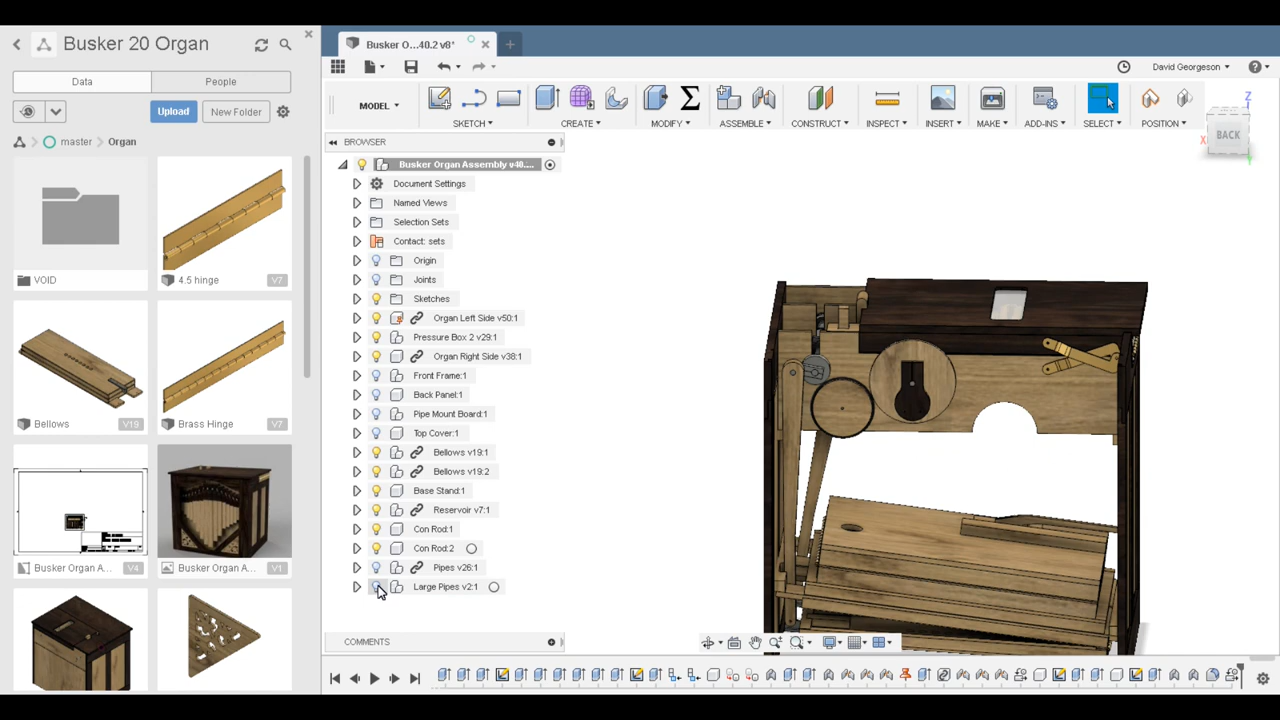 Busker 20 Organ
Data
People
Upload
New Folder
master
Organ
VOID
4.5 hinge
V7
Bellows
V19
Brass Hinge
V7
Busker Organ A...
V4
Busker Organ A...
V1
Busker O...40.2 v8*
David Georgeson
MODEL
SKETCH
CREATE
MODIFY
ASSEMBLE
CONSTRUCT
INSPECT
INSERT
MAKE
ADD-INS
SELECT
POSITION
BROWSER
Busker Organ Assembly v40....
Document Settings
Named Views
Selection Sets
Contact: sets
Origin
Joints
Sketches
Organ Left Side v50:1
Pressure Box 2 v29:1
Organ Right Side v38:1
Front Frame:1
Back Panel:1
Pipe Mount Board:1
Top Cover:1
Bellows v19:1
Bellows v19:2
Base Stand:1
Reservoir v7:1
Con Rod:1
Con Rod:2
Pipes v26:1
Large Pipes v2:1
COMMENTS
Z
BACK
X
Y